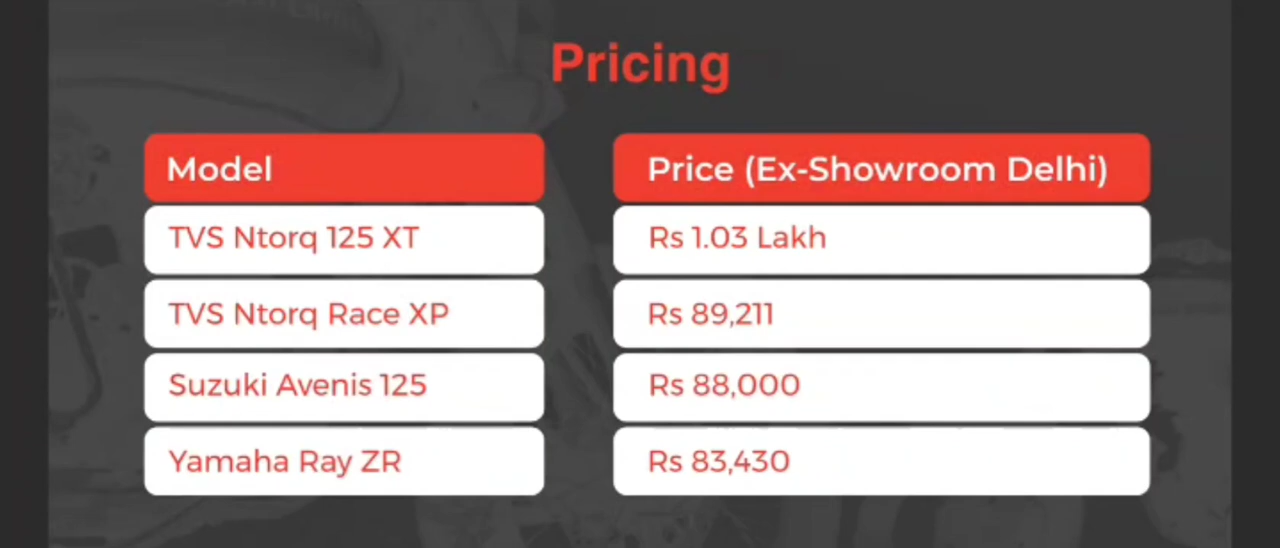 Pricing
Model Price (Ex-Showroom Delhi)
TVS Ntorq 125 XT Rs 1.03 Lakh
TVS Ntorq Race XP Rs 89,211
Suzuki Avenis 125 Rs 88,000
Yamaha Ray ZR Rs 83,430